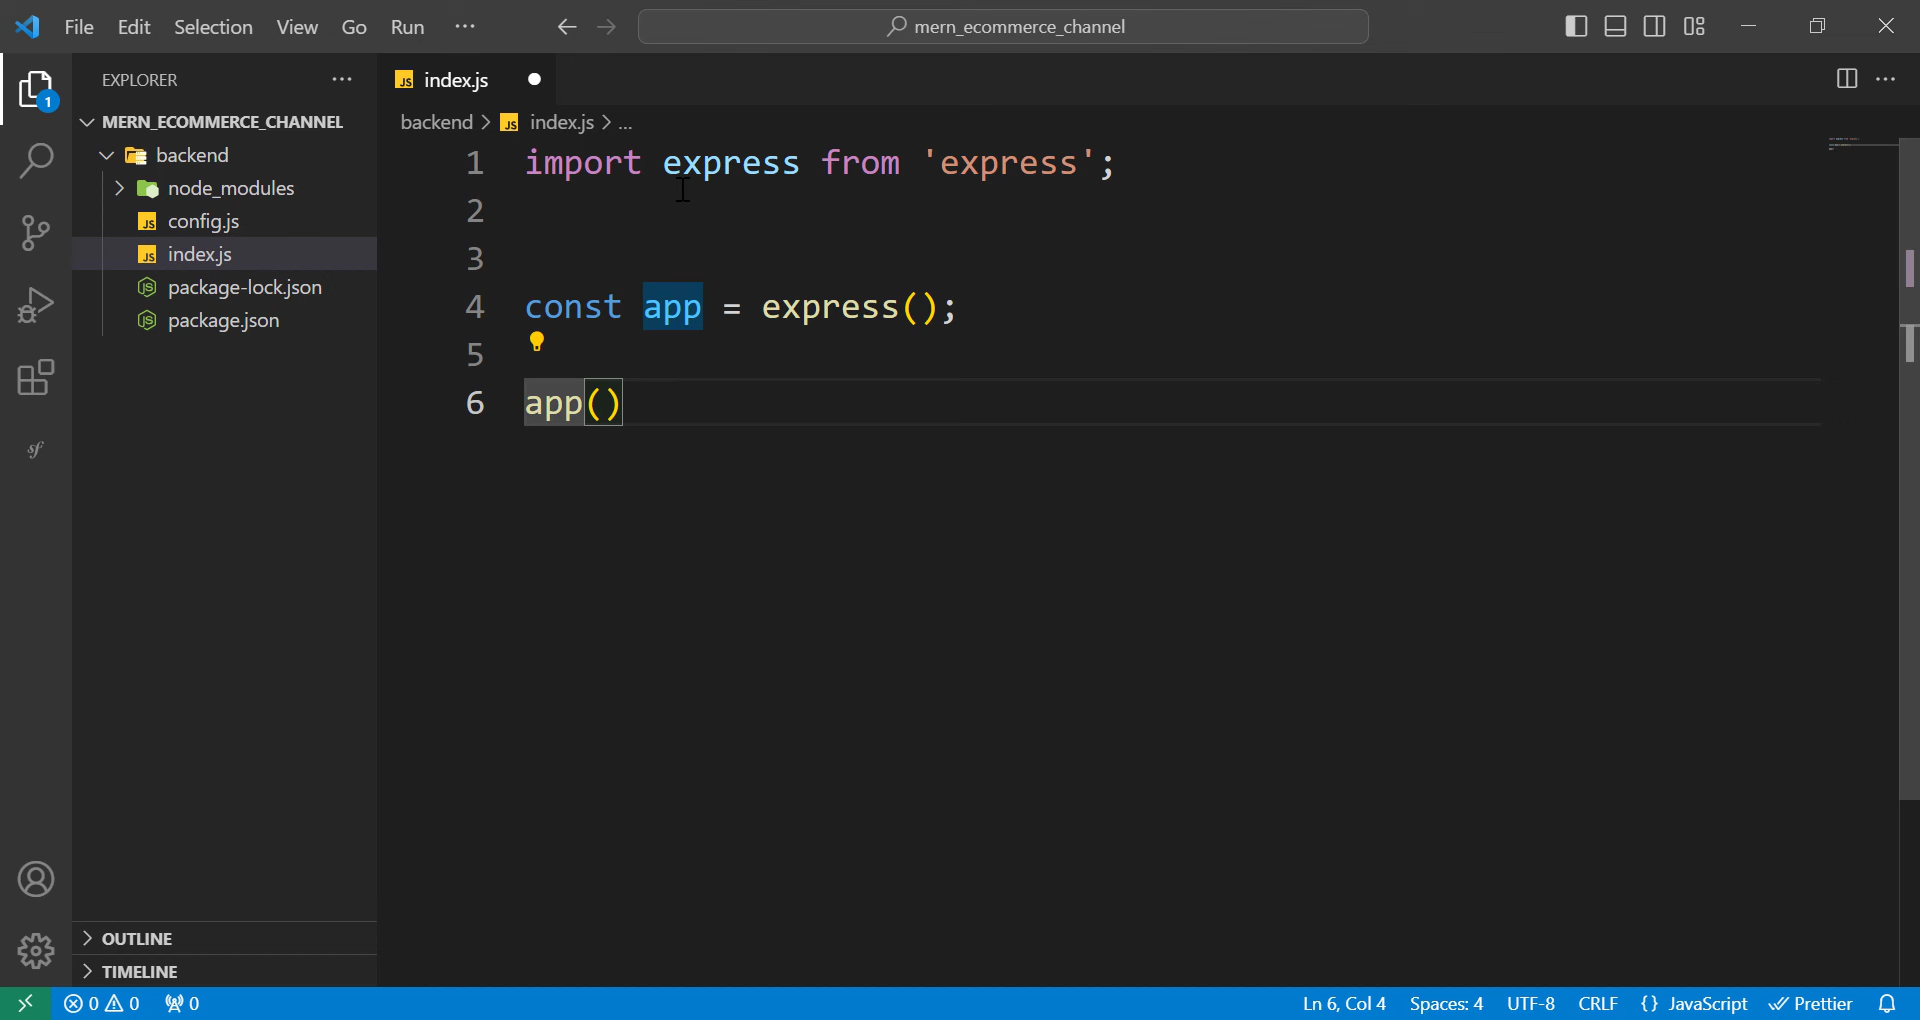 File Edit Selection View Go Run ... mern_ecommerce_channel
EXPLORER ...
index.js
1
MERN_ECOMMERCE_CHANNEL
backend > index.js > ...
backend
node_modules
config.js
index.js
package-lock.json
package.json
1 import express from 'express';
2
3
4 const app = express();
5
6 app()
OUTLINE
TIMELINE
0 0 0 Ln 6, Col 4 Spaces: 4 UTF-8 CRLF {} JavaScript Prettier